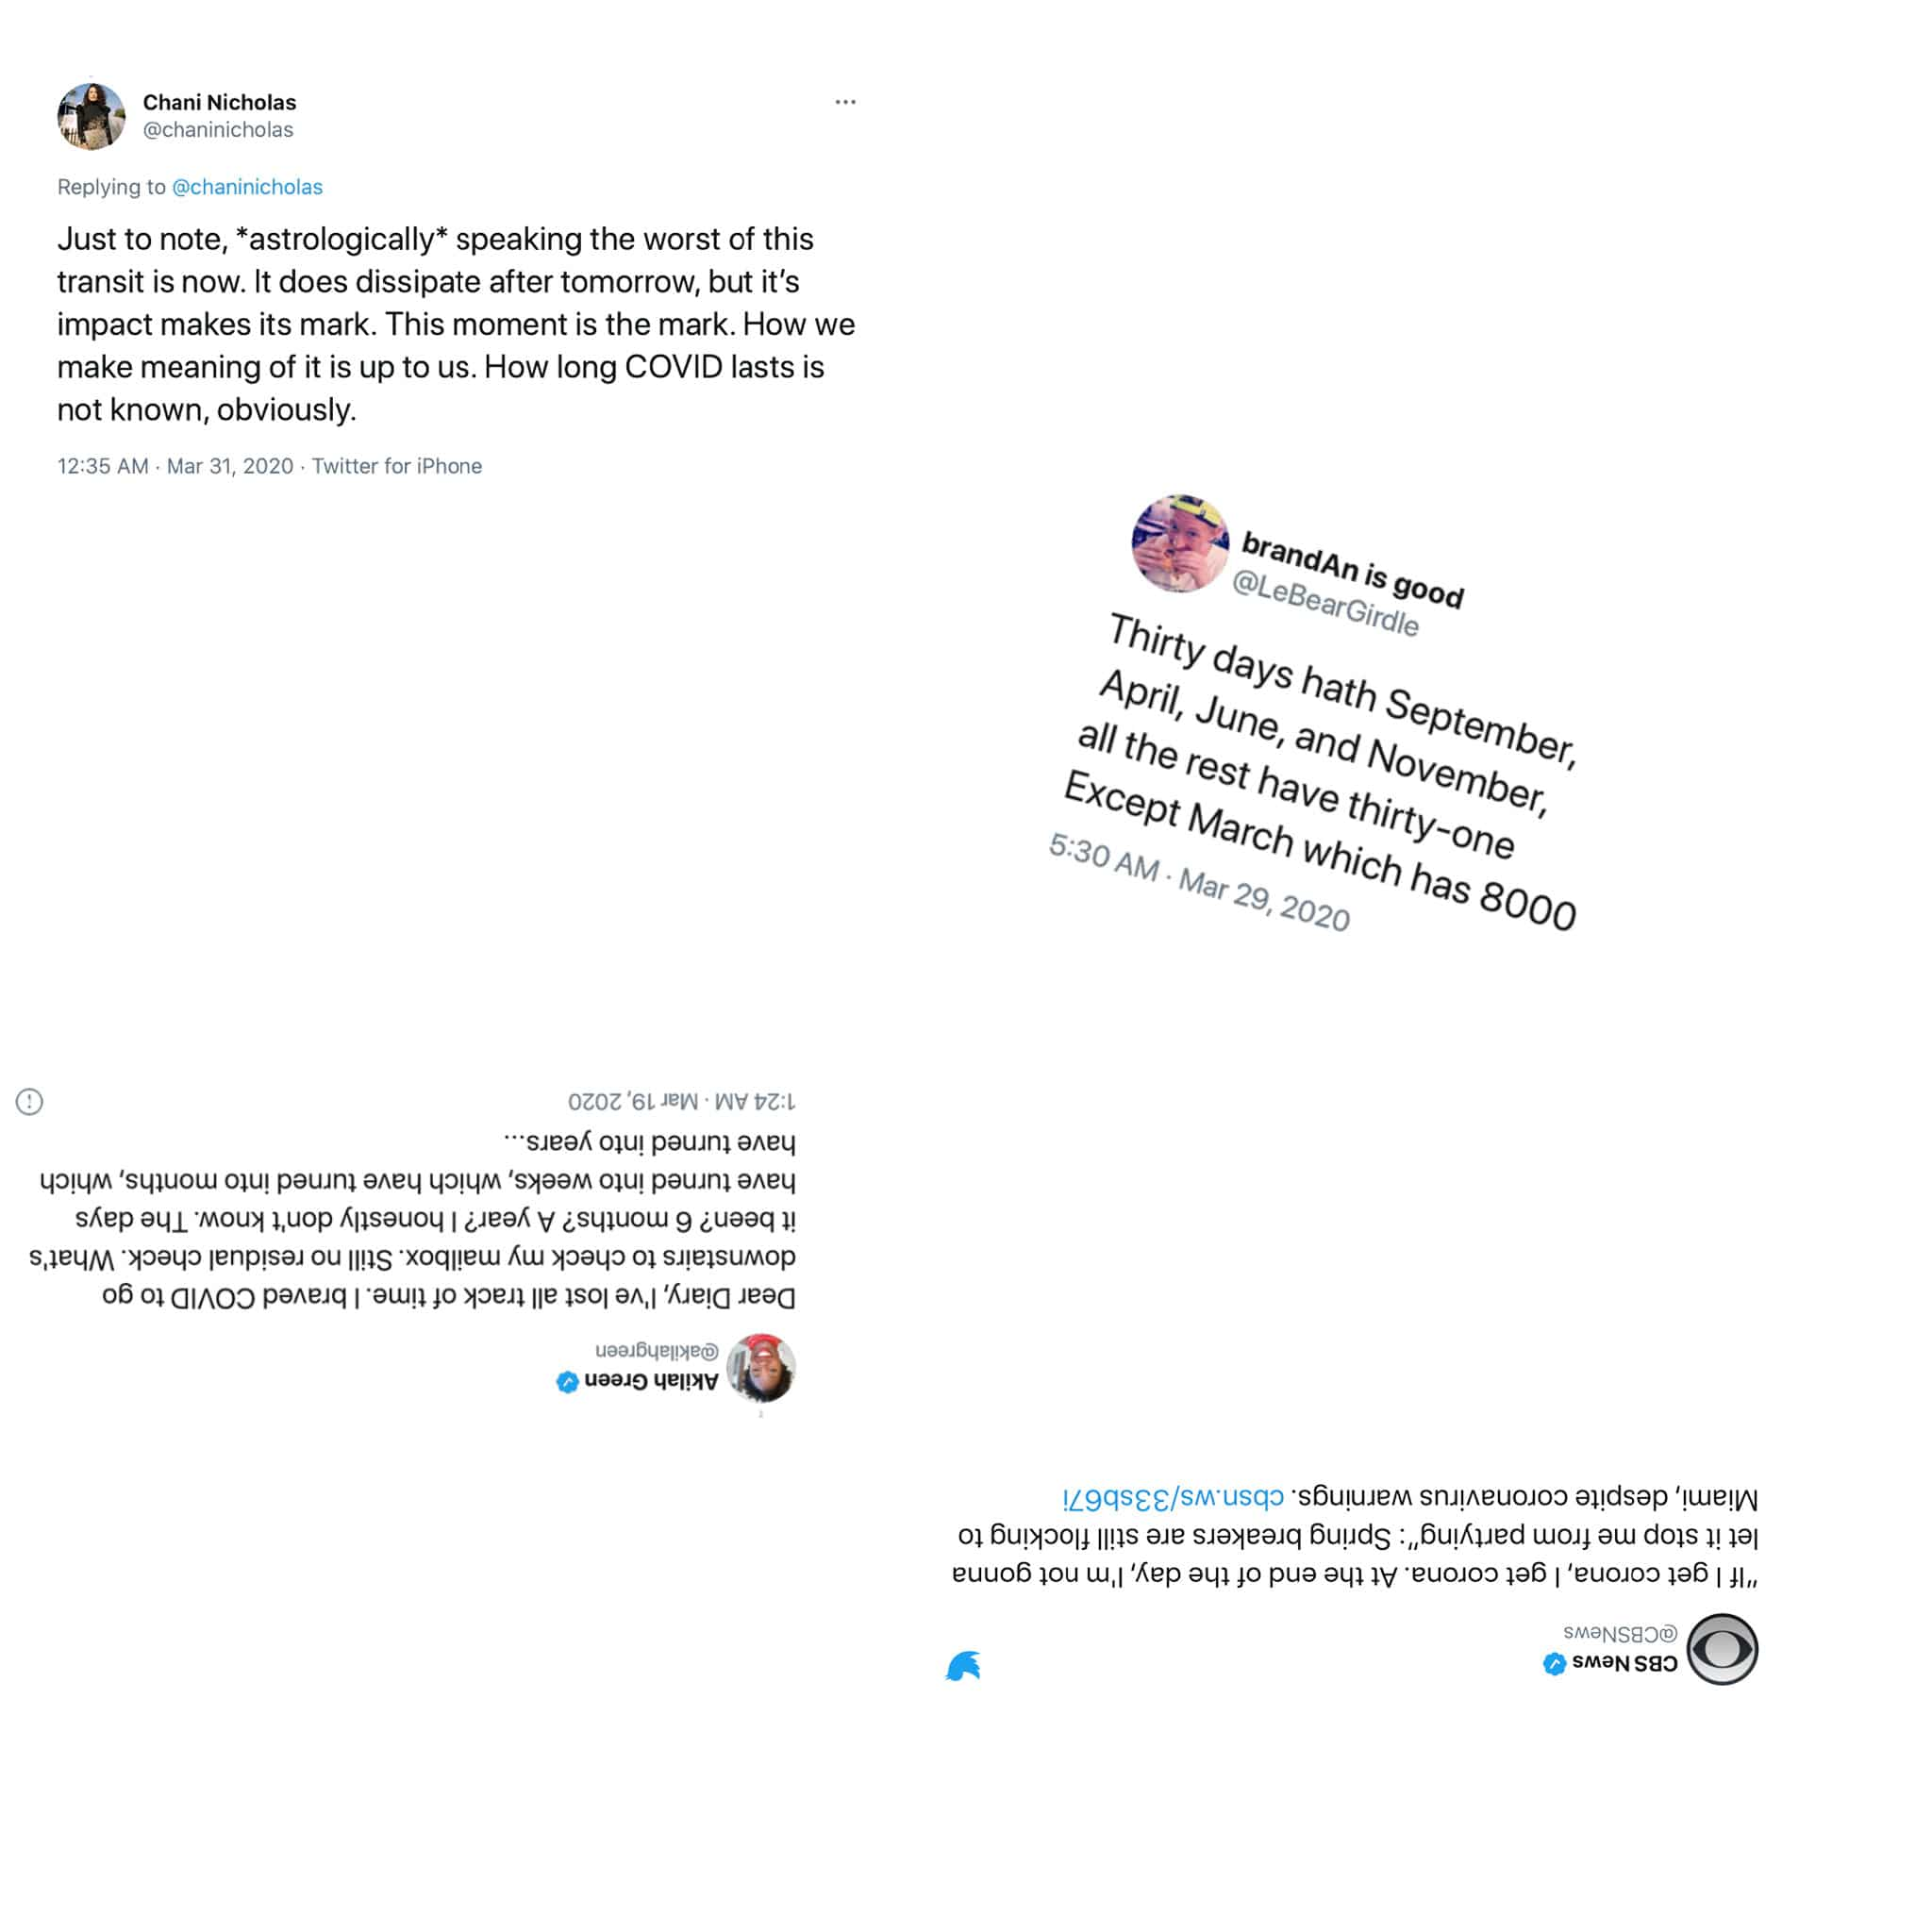 Chani Nicholas
@chaninicholas
Replying to @chaninicholas
Just to note, *astrologically* speaking the worst of this
transit is now. It does dissipate after tomorrow, but it's
impact makes its mark. This moment is the mark. How we
make meaning of it is up to us. How long COVID lasts is
not known, obviously.
12:35 AM · Mar 31, 2020 · Twitter for iPhone
brandAn is good
@LeBearGirdle
Thirty days hath September,
April, June, and November,
all the rest have thirty-one
Except March which has 8000
5:30 AM · Mar 29, 2020
Akilah Green
@akilahgreen
Dear Diary, I've lost all track of time. I braved COVID to go
downstairs to check my mailbox. Still no residual check. What's
it been? 6 months? A year? I honestly don't know. The days
have turned into weeks, which have turned into months, which
have turned into years...
1:24 AM · Mar 19, 2020
CBS News
@CBSNews
"If I get corona, I get corona. At the end of the day, I'm not gonna
let it stop me from partying": Spring breakers are still flocking to
Miami, despite coronavirus warnings. cbsn.ws/33sb67i